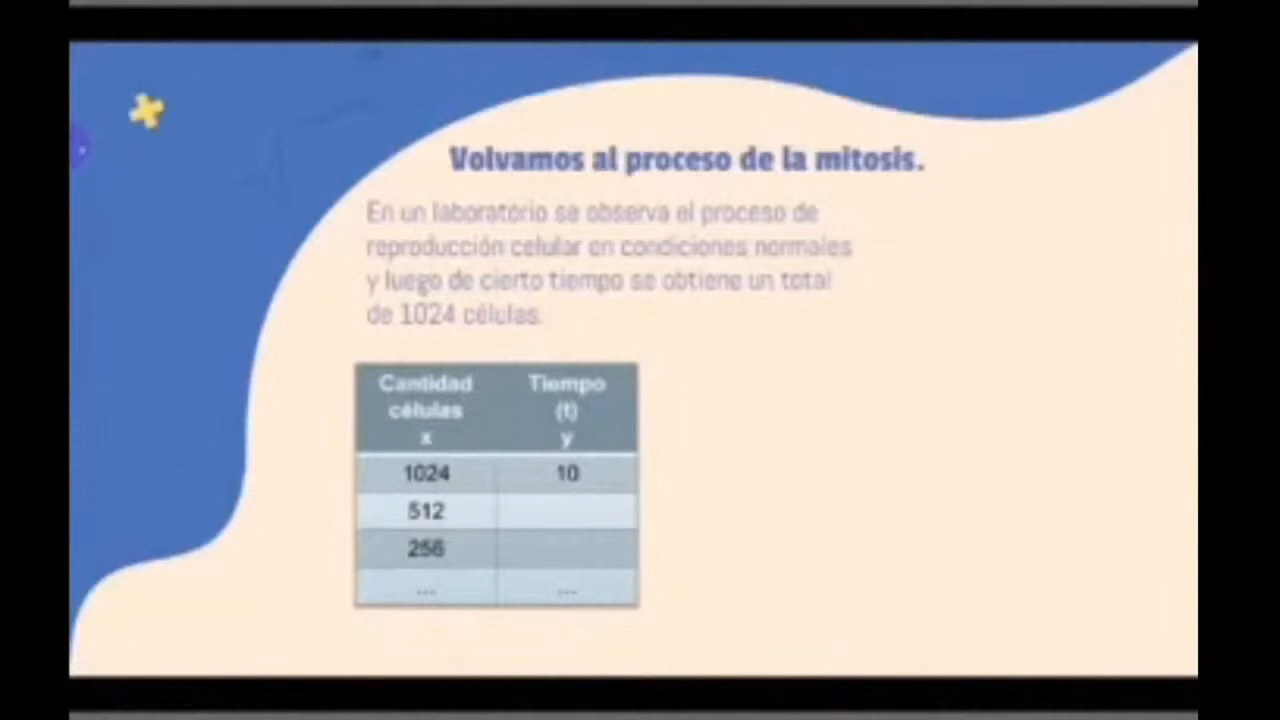 Volvamos al proceso de la mitosis.
En un laboratorio se observa el proceso de
reproducción celular en condiciones normales
y luego de cierto tiempo se obtiene un total
de 1024 células.
Cantidad células x Tiempo (t) y
1024 10
512
256
... ...